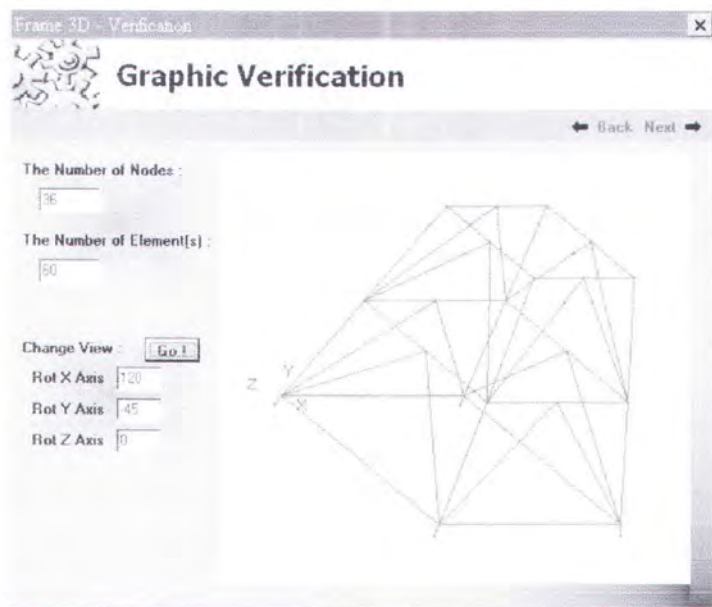 Frame 3D - Verification
Graphic Verification
Back Next
The Number of Nodes :
36
The Number of Element(s) :
60
Change View : Go !
Rot X Axis 120
Rot Y Axis -45
Rot Z Axis 0
Y
Z
X